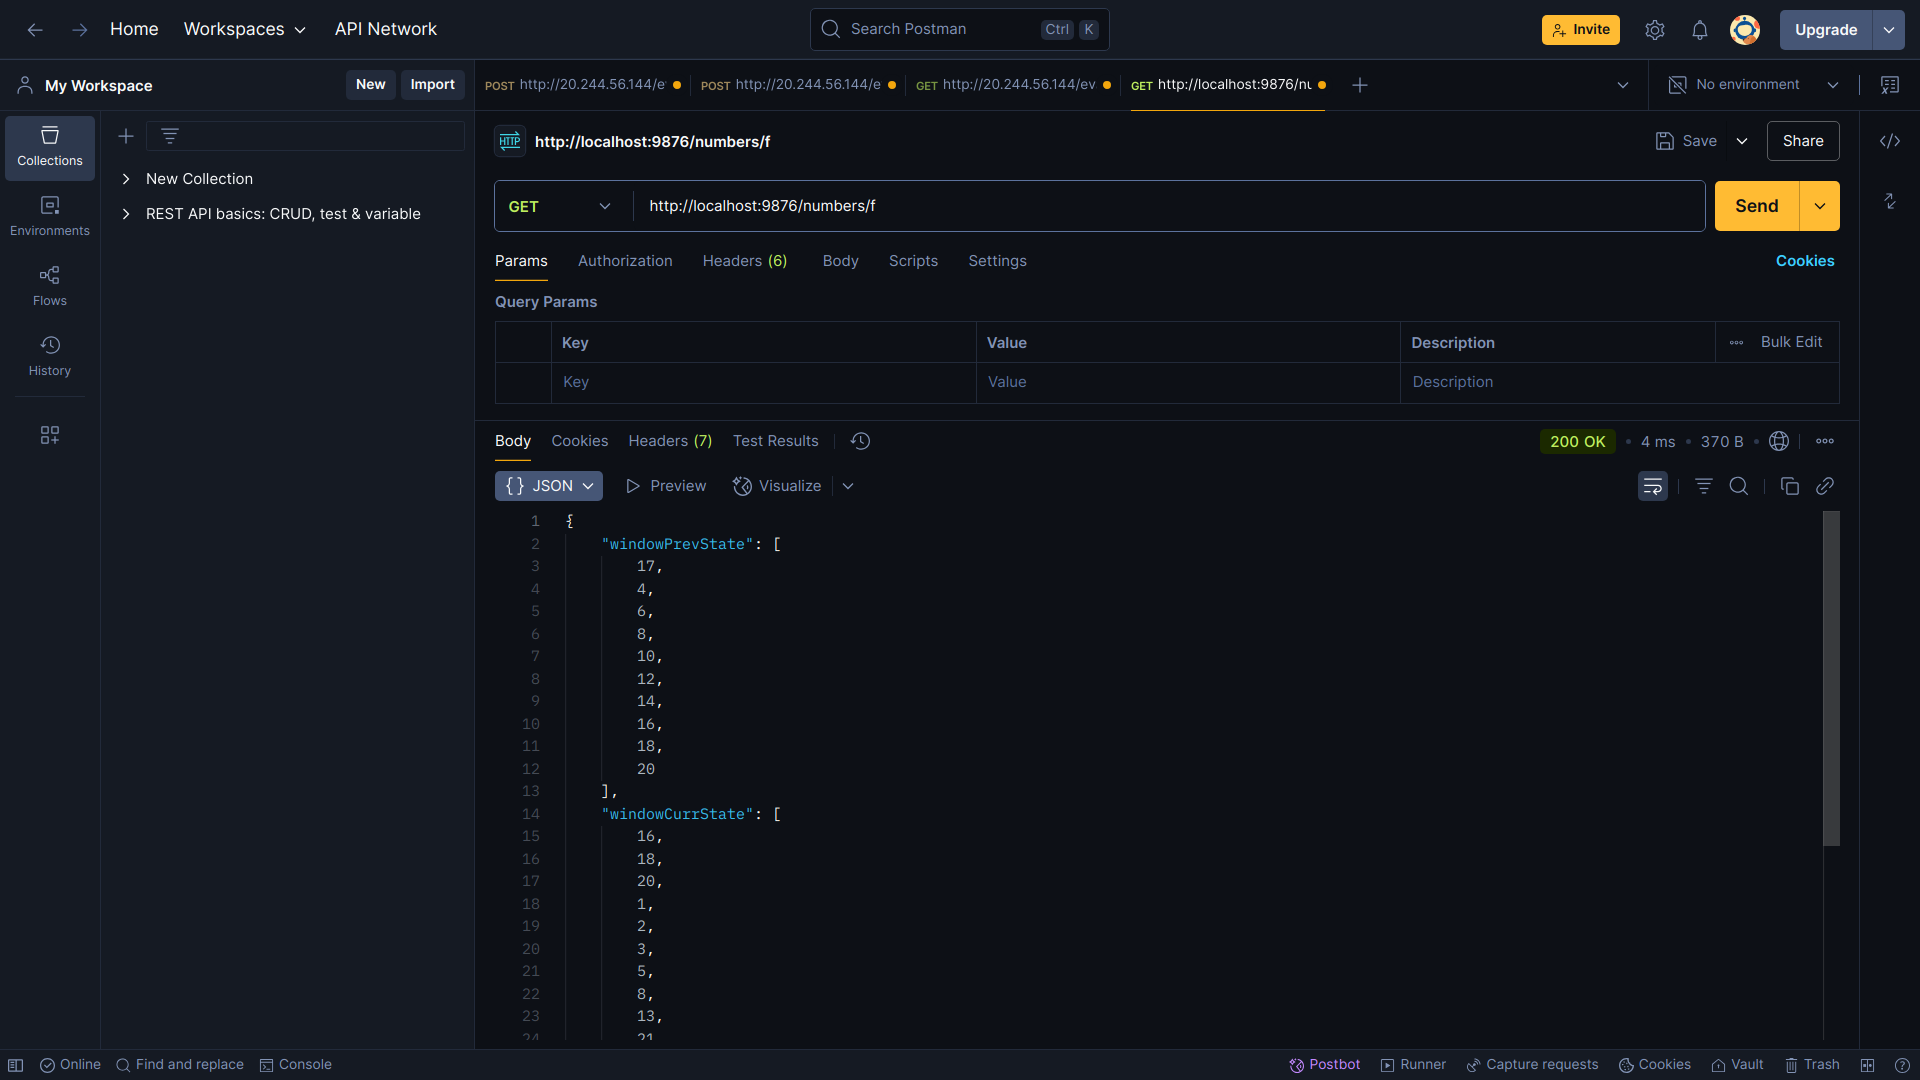 Home
Workspaces
API Network
Search Postman
Ctrl K
Invite
Upgrade
My Workspace
New
Import
POST http://20.244.56.144/e
POST http://20.244.56.144/e
GET http://20.244.56.144/ev
GET http://localhost:9876/nu
No environment
Collections
Environments
Flows
History
New Collection
REST API basics: CRUD, test & variable
HTTP http://localhost:9876/numbers/f
Save
Share
GET http://localhost:9876/numbers/f
Send
Params Authorization Headers (6) Body Scripts Settings
Cookies
Query Params
Key Value Description Bulk Edit
Key Value Description
Body Cookies Headers (7) Test Results
200 OK 4 ms 370 B
{} JSON Preview Visualize
1 {
2 "windowPrevState": [
3 17,
4 4,
5 6,
6 8,
7 10,
8 12,
9 14,
10 16,
11 18,
12 20
13 ],
14 "windowCurrState": [
15 16,
16 18,
17 20,
18 1,
19 2,
20 3,
21 5,
22 8,
23 13,
24 21
Online Find and replace Console
Postbot Runner Capture requests Cookies Vault Trash